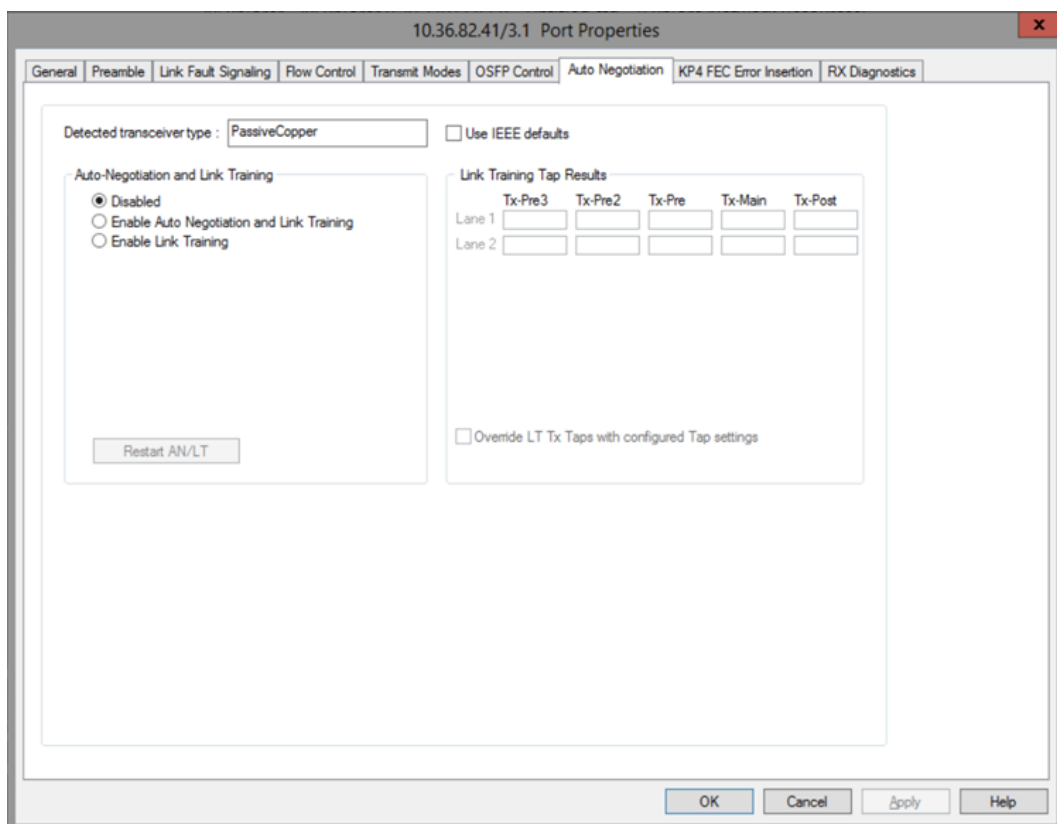 10.36.82.41/3.1 Port Properties
x
General Preamble Link Fault Signaling Flow Control Transmit Modes OSFP Control Auto Negotiation KP4 FEC Error Insertion RX Diagnostics
Detected transceiver type : PassiveCopper Use IEEE defaults
Auto-Negotiation and Link Training
Disabled
Enable Auto Negotiation and Link Training
Enable Link Training
Restart AN/LT
Link Training Tap Results
Tx-Pre3 Tx-Pre2 Tx-Pre Tx-Main Tx-Post
Lane 1
Lane 2
Override LT Tx Taps with configured Tap settings
OK Cancel Apply Help